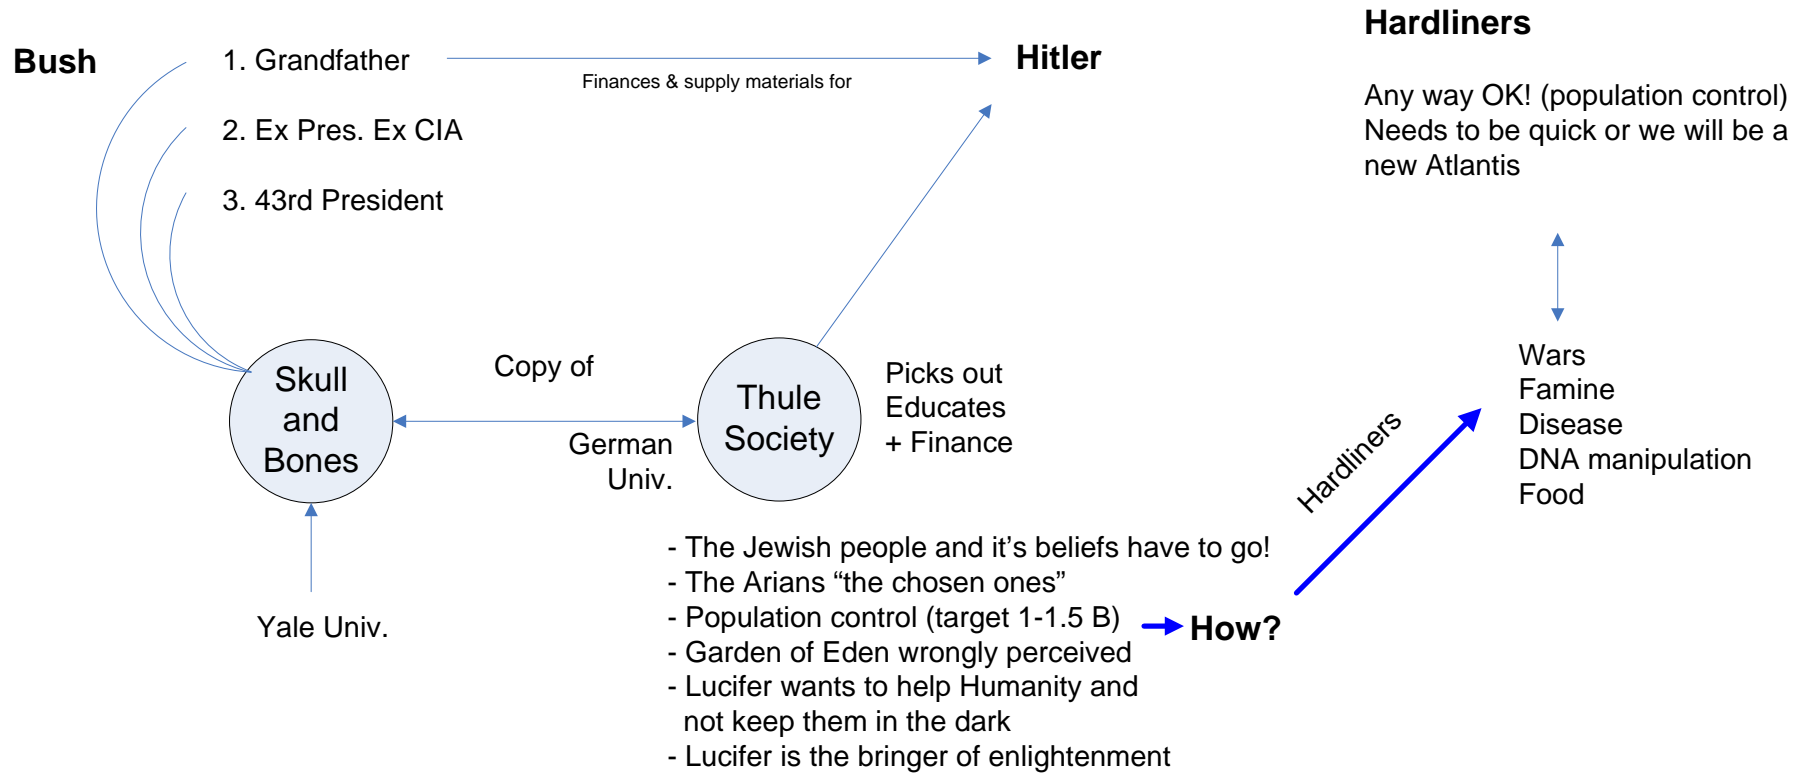 Bush
1. Grandfather
2. Ex Pres. Ex CIA
3. 43rd President
Finances & supply materials for
Hitler
Hardliners
Any way OK! (population control)
Needs to be quick or we will be a
new Atlantis
Skull
and
Bones
Copy of
German
Univ.
Thule
Society
Picks out
Educates
+ Finance
Yale Univ.
- The Jewish people and it's beliefs have to go!
- The Arians “the chosen ones”
- Population control (target 1-1.5 B)
- Garden of Eden wrongly perceived
- Lucifer wants to help Humanity and
not keep them in the dark
- Lucifer is the bringer of enlightenment
How?
Hardliners
Wars
Famine
Disease
DNA manipulation
Food